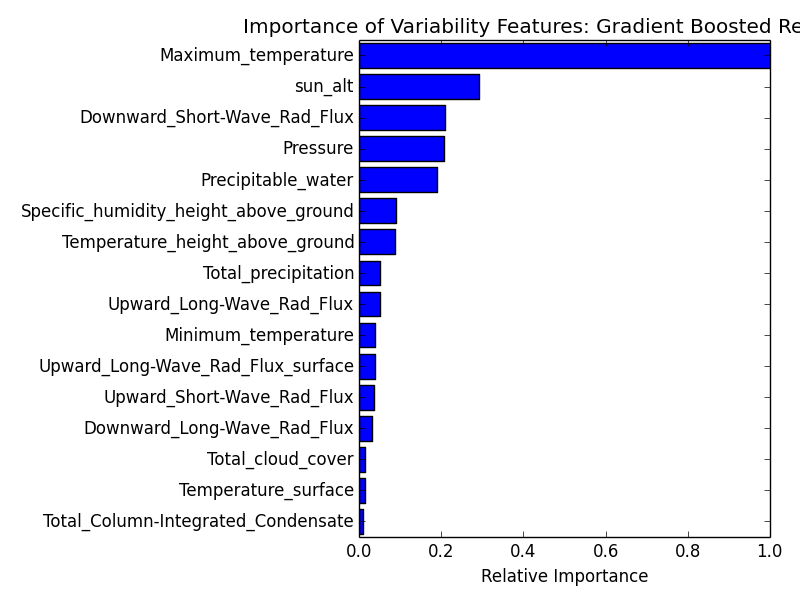 Importance of Variability Features: Gradient Boosted Re
Maximum_temperature
sun_alt
Downward_Short-Wave_Rad_Flux
Pressure
Precipitable_water
Specific_humidity_height_above_ground
Temperature_height_above_ground
Total_precipitation
Upward_Long-Wave_Rad_Flux
Minimum_temperature
Upward_Long-Wave_Rad_Flux_surface
Upward_Short-Wave_Rad_Flux
Downward_Long-Wave_Rad_Flux
Total_cloud_cover
Temperature_surface
Total_Column-Integrated_Condensate
0.0 0.2 0.4 0.6 0.8 1.0
Relative Importance